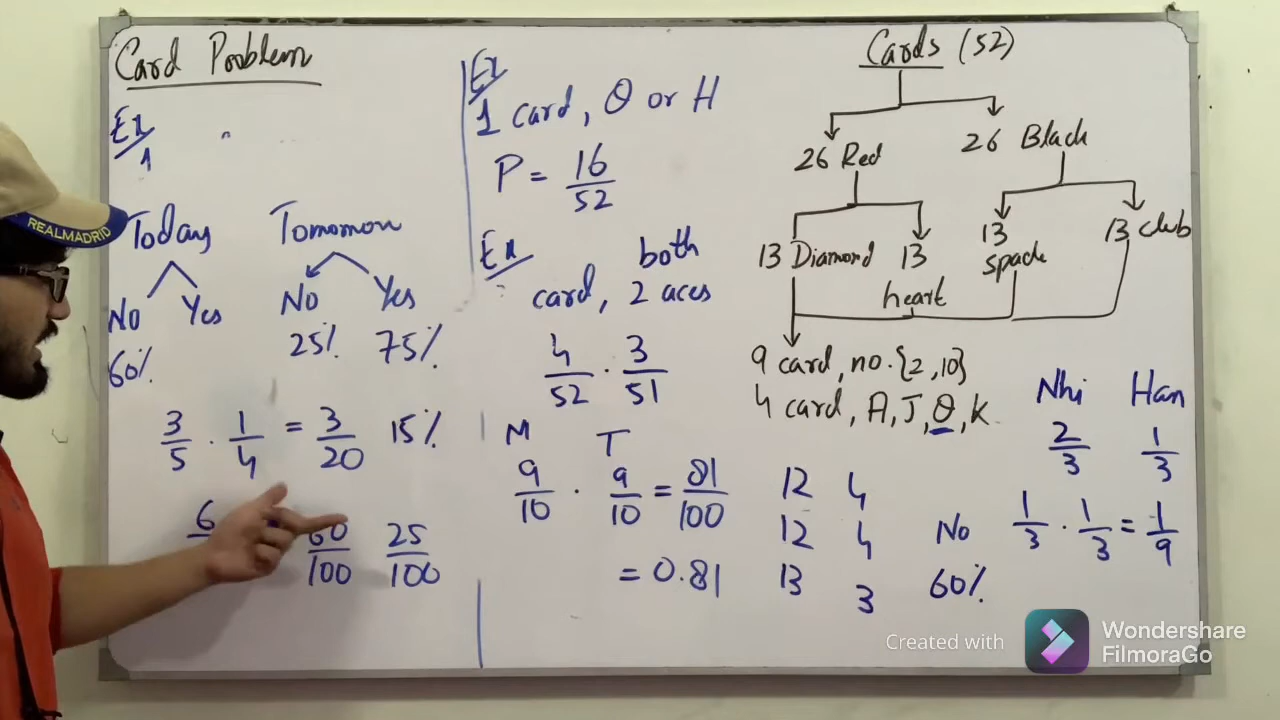 Card Problem
Ex
1
Today
No Yes
60%
Tomorrow
No Yes
25% 75%
3/5 · 1/4 = 3/20 15%
6
60/100 25/100
Ex
1 card, Q or H
P = 16/52
Ex both
card, 2 aces
4/52 · 3/51
M T
9/10 · 9/10 = 81/100
= 0.81
Cards (52)
26 Red 26 Black
13 Diamond 13 heart 13 spade 13 club
9 card, no. {2, 10}
4 card, A, J, Q, K
12 4
12 4
13 3
No
60%
Nhi Han
2/3 1/3
1/3 · 1/3 = 1/9
REALMADRID
Created with
Wondershare
FilmoraGo